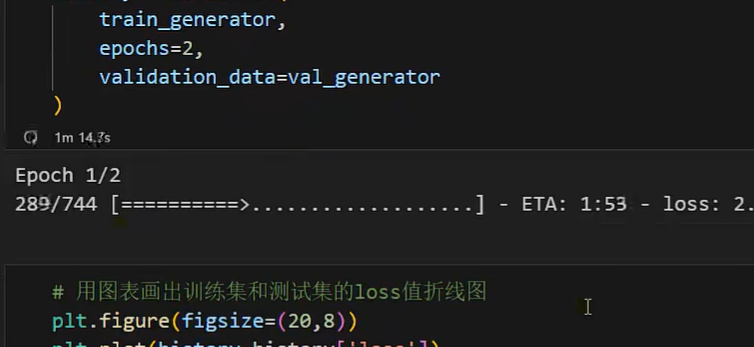 train_generator,
epochs=2,
validation_data=val_generator
)
1m 14.7s
Epoch 1/2
289/744 [==========>...................] - ETA: 1:53 - loss: 2.
# 用图表画出训练集和测试集的loss值折线图
plt.figure(figsize=(20,8))
plt.plot(history.history['loss'])